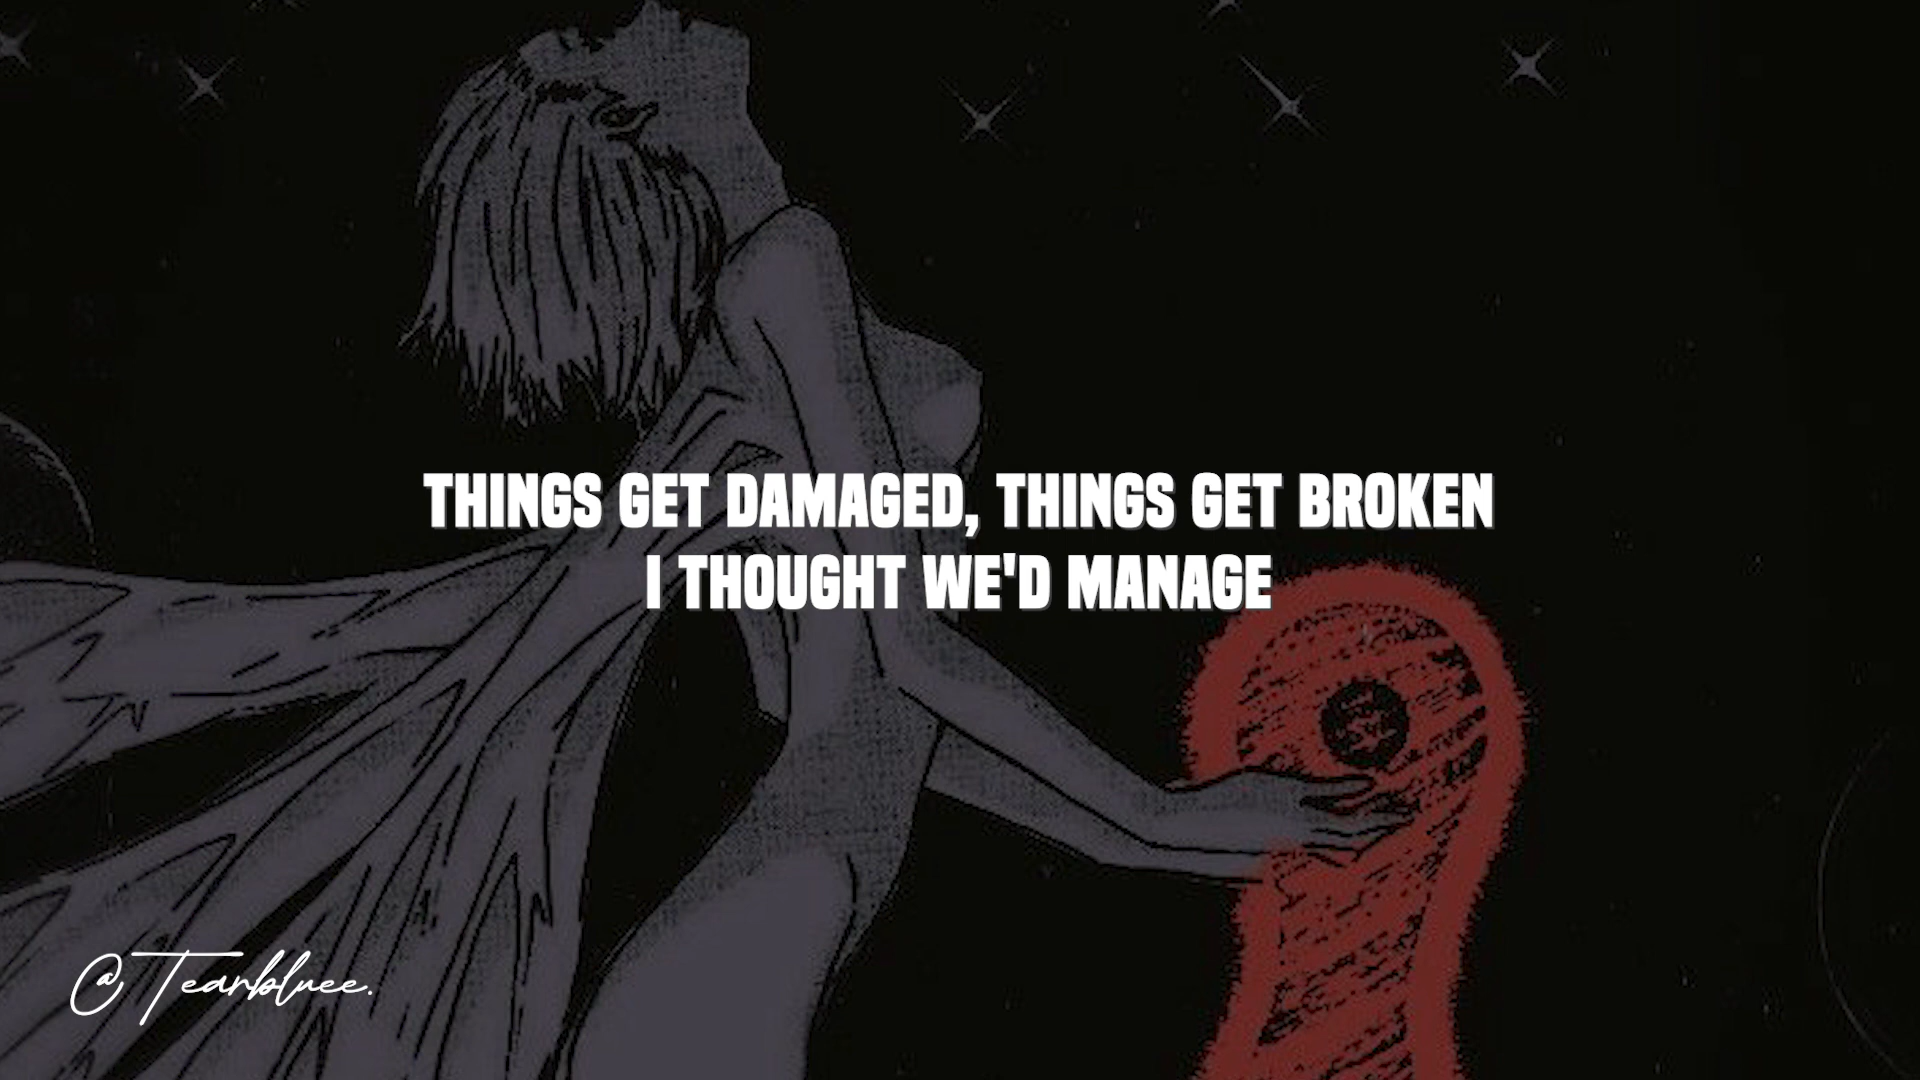 THINGS GET DAMAGED, THINGS GET BROKEN
I THOUGHT WE'D MANAGE
@Tearbluee.